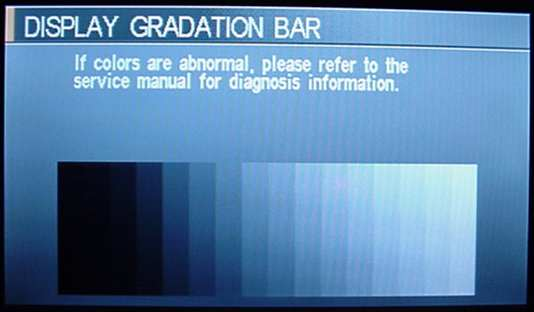 DISPLAY GRADATION BAR
If colors are abnormal, please refer to the
service manual for diagnosis information.